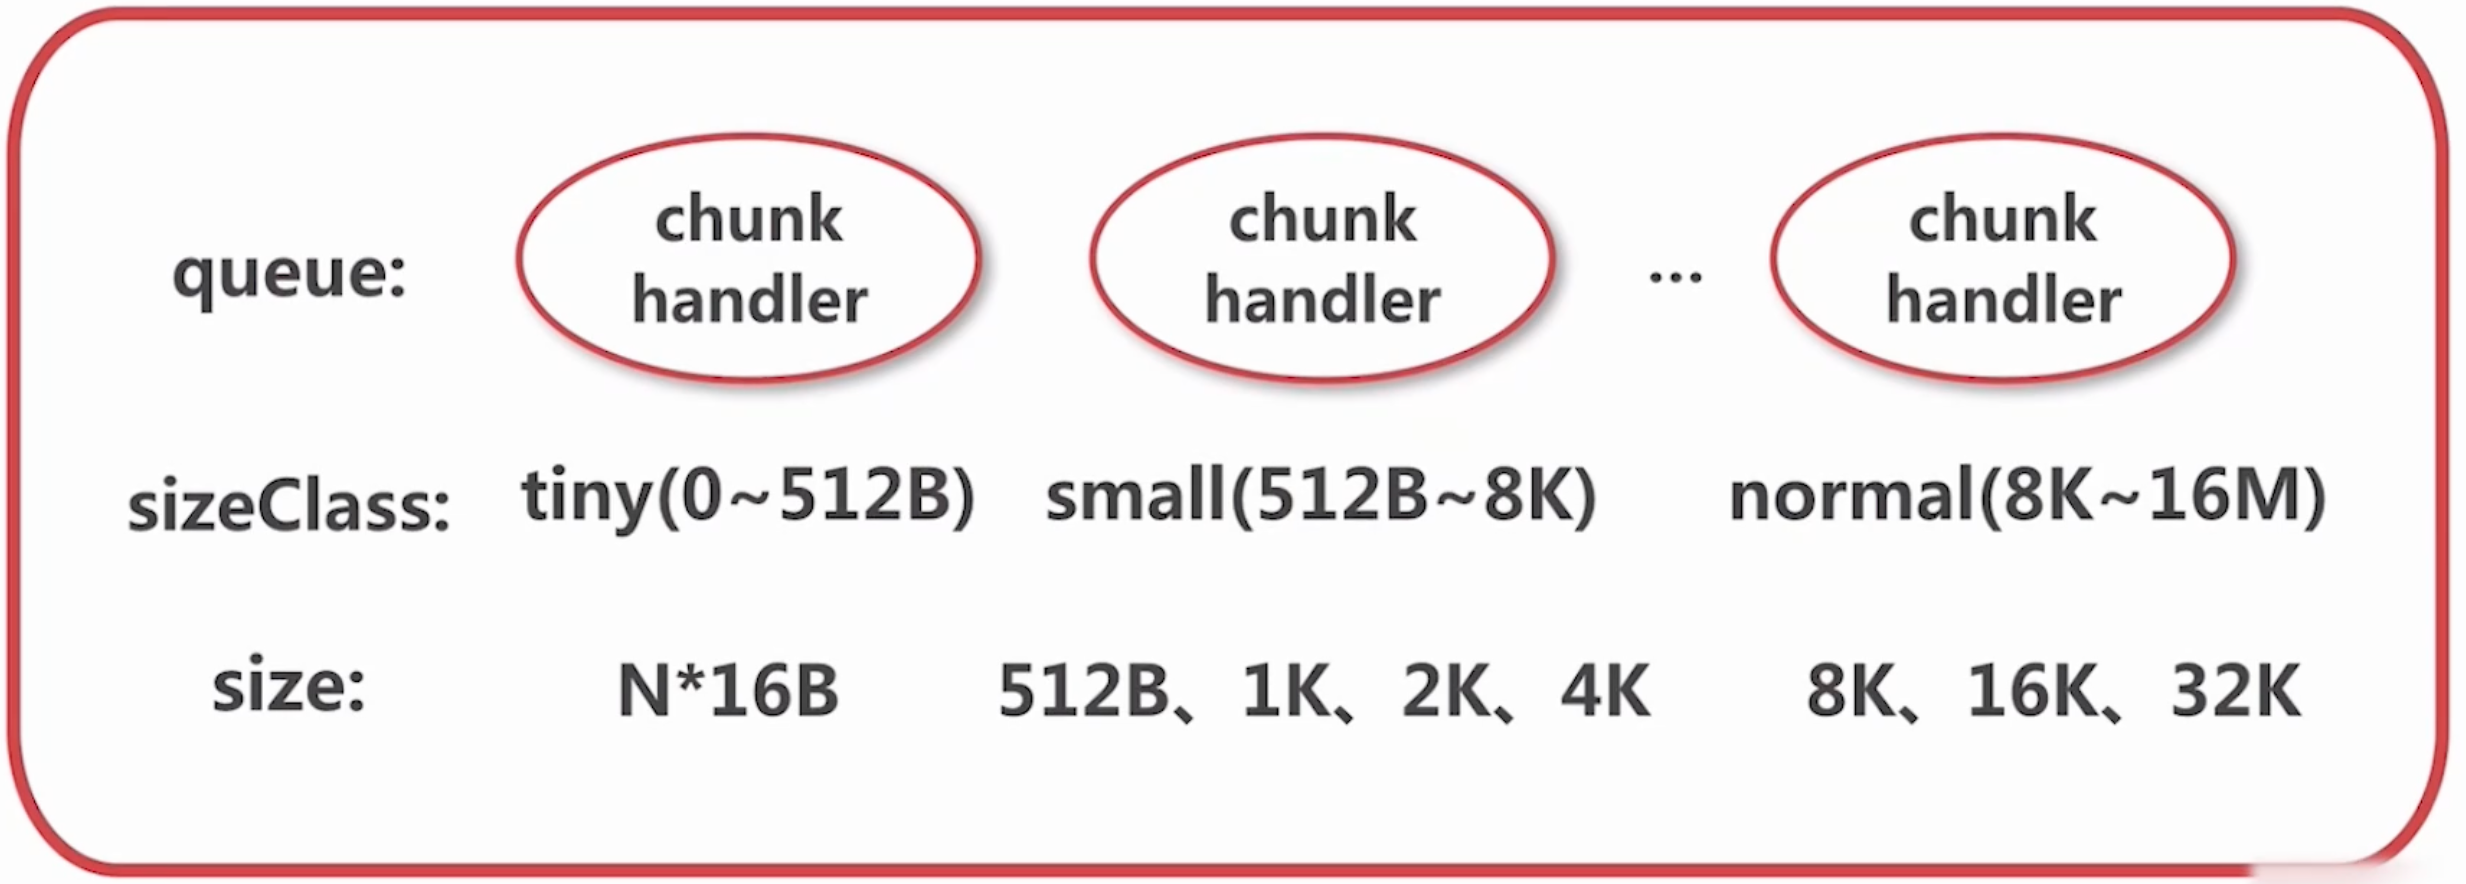 queue:
chunk
handler
chunk
handler
...
chunk
handler
sizeClass:
tiny(0~512B)
small(512B~8K)
normal(8K~16M)
size:
N*16B
512B、1K、2K、4K
8K、16K、32K